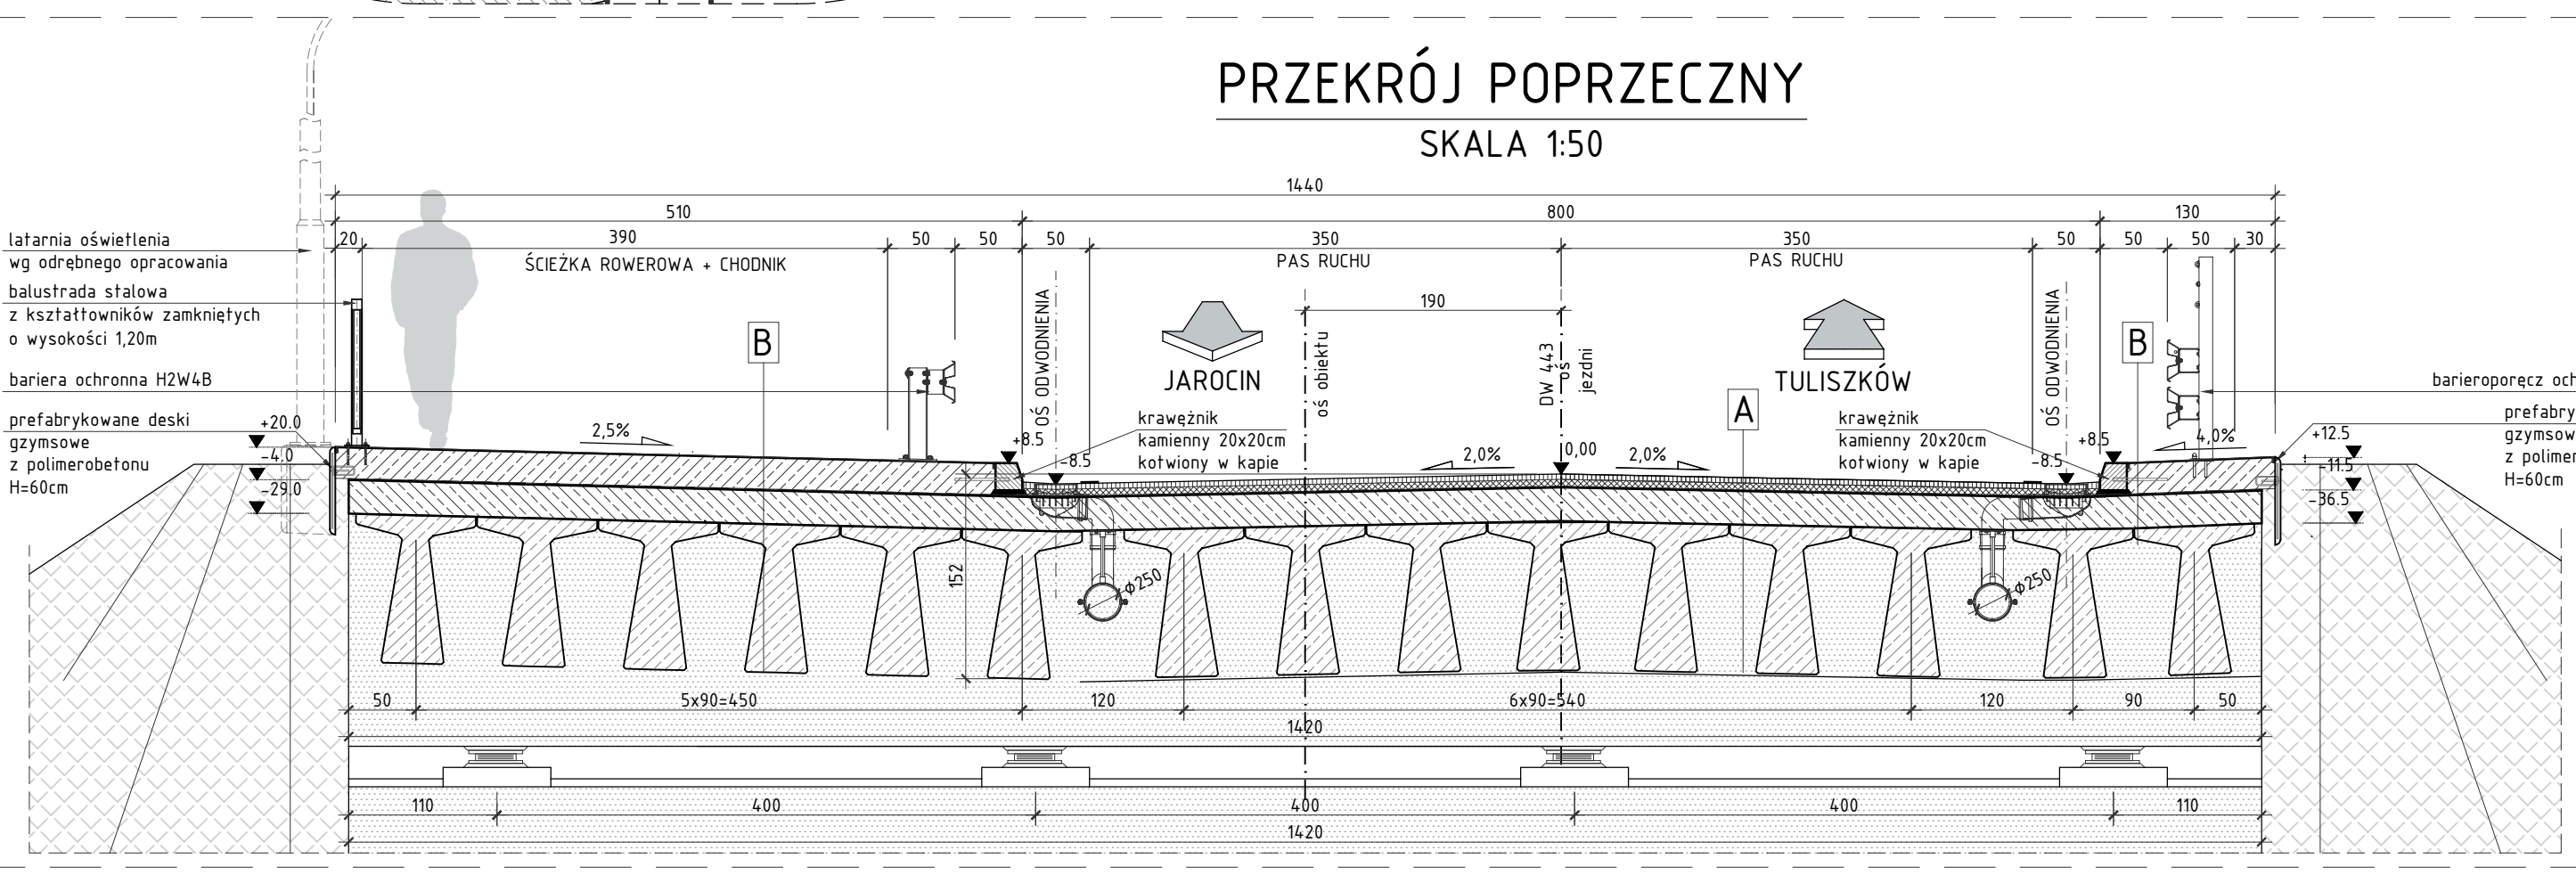 PRZEKRÓJ POPRZECZNY
SKALA 1:50
1440
510 800 130
20 390 50 50 50 350 350 50 50 50 30
ŚCIEŻKA ROWEROWA + CHODNIK
PAS RUCHU
PAS RUCHU
latarnia oświetlenia
wg odrębnego opracowania
balustrada stalowa
z kształtowników zamkniętych
o wysokości 1,20m
bariera ochronna H2W4B
prefabrykowane deski
gzymsowe
z polimerobetonu
H=60cm
+20.0
-4.0
-29.0
2,5%
B
OŚ ODWODNIENIA
+8.5
-8.5
190
JAROCIN
oś obiektu
DW 443
oś
jezdni
krawężnik
kamienny 20x20cm
kotwiony w kapie
2,0%
0,00
2,0%
A
TULISZKÓW
krawężnik
kamienny 20x20cm
kotwiony w kapie
OŚ ODWODNIENIA
-8.5
+8.5
B
4,0%
barieroporęcz och
prefabry
gzymsow
z polimer
H=60cm
+12.5
-11.5
-36.5
152
Φ250
Φ250
50 5x90=450 120 6x90=540 120 90 50
1420
110 400 400 400 110
1420